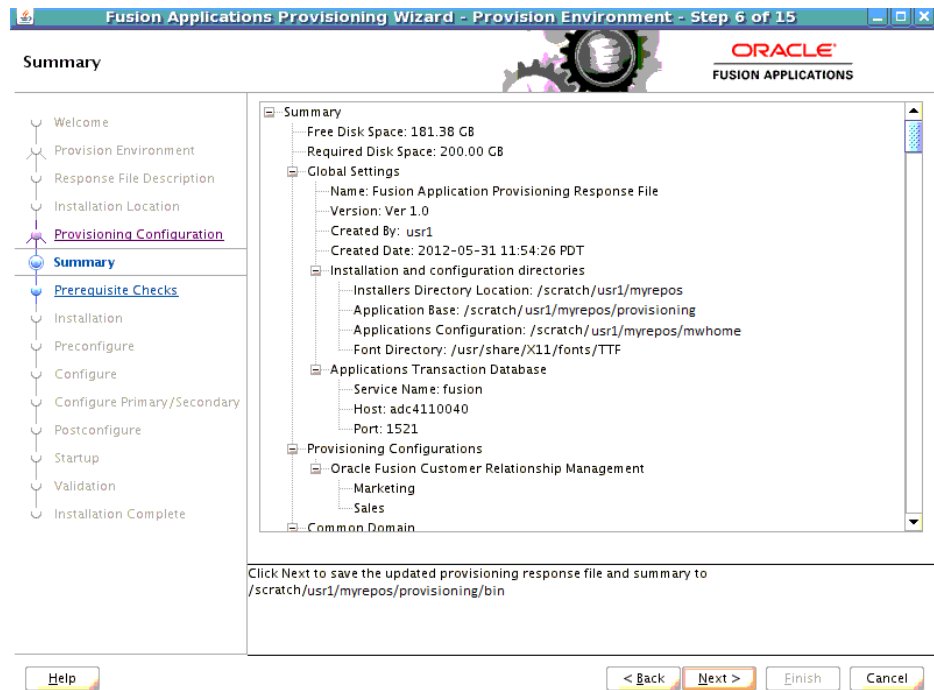 Fusion Applications Provisioning Wizard - Provision Environment - Step 6 of 15
Summary
ORACLE
FUSION APPLICATIONS
Welcome
Provision Environment
Response File Description
Installation Location
Provisioning Configuration
Summary
Prerequisite Checks
Installation
Preconfigure
Configure
Configure Primary/Secondary
Postconfigure
Startup
Validation
Installation Complete
Summary
Free Disk Space: 181.38 GB
Required Disk Space: 200.00 GB
Global Settings
Name: Fusion Application Provisioning Response File
Version: Ver 1.0
Created By: usr1
Created Date: 2012-05-31 11:54:26 PDT
Installation and configuration directories
Installers Directory Location: /scratch/usr1/myrepos
Application Base: /scratch/usr1/myrepos/provisioning
Applications Configuration: /scratch/usr1/myrepos/mwhome
Font Directory: /usr/share/X11/fonts/TTF
Applications Transaction Database
Service Name: fusion
Host: adc4110040
Port: 1521
Provisioning Configurations
Oracle Fusion Customer Relationship Management
Marketing
Sales
Common Domain
Click Next to save the updated provisioning response file and summary to
/scratch/usr1/myrepos/provisioning/bin
Help
< Back
Next >
Finish
Cancel